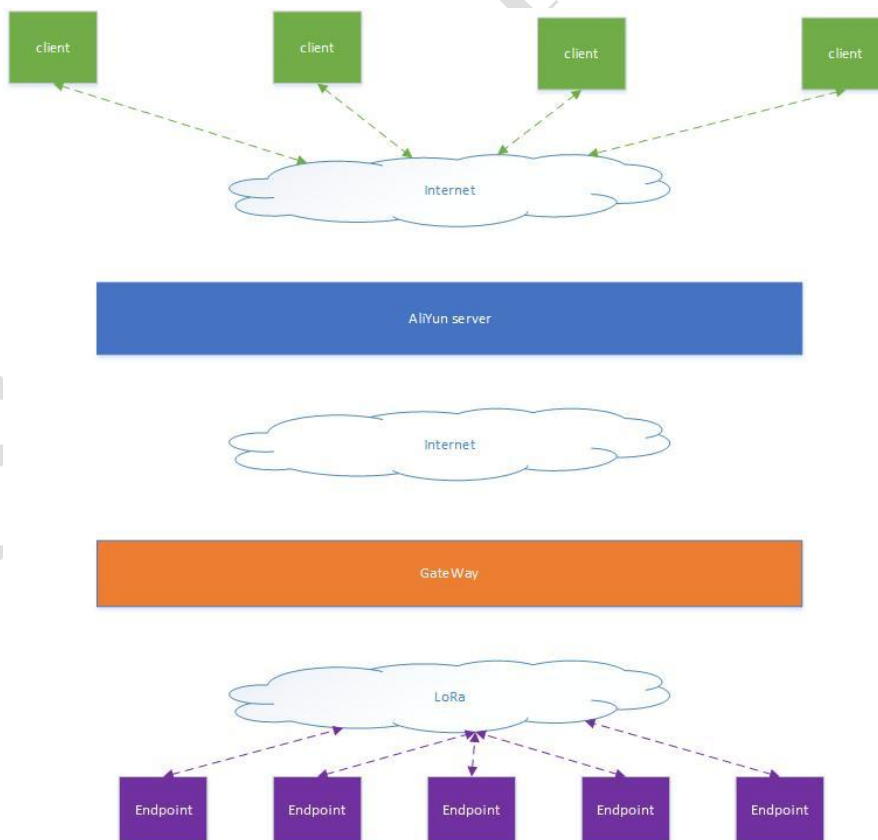 client
client
client
client
Internet
AliYun server
Internet
GateWay
LoRa
Endpoint
Endpoint
Endpoint
Endpoint
Endpoint